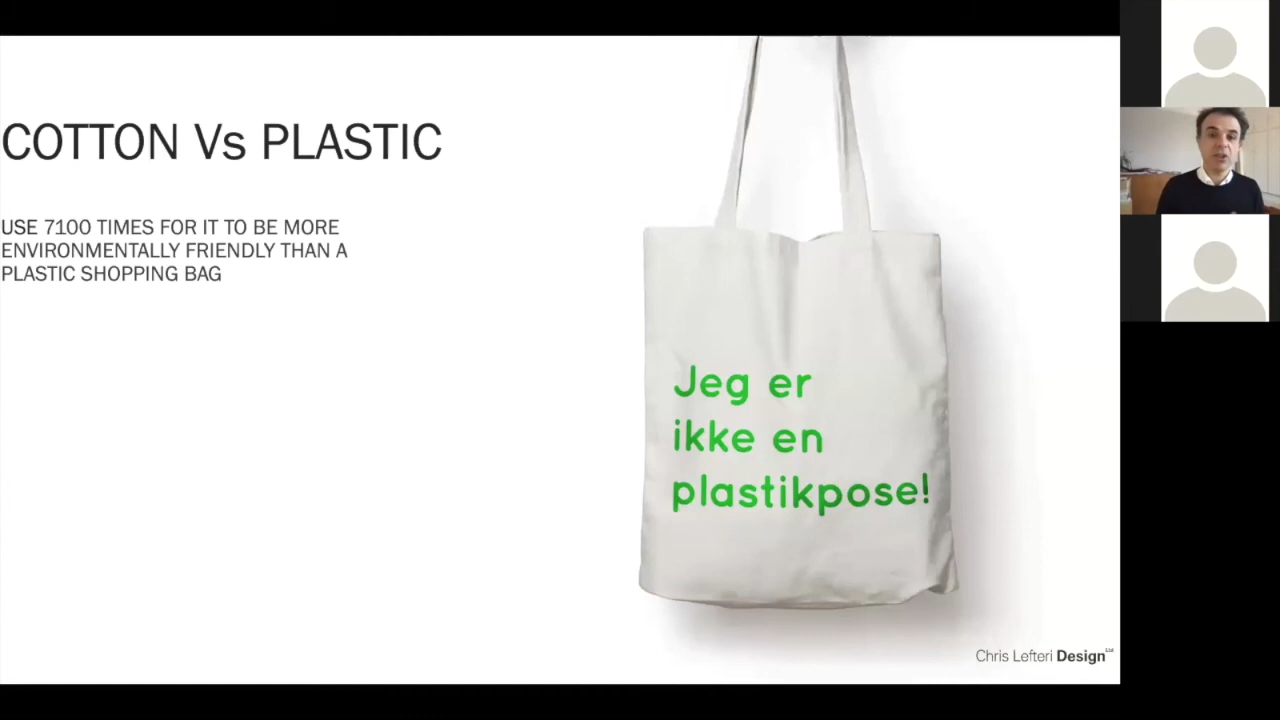 COTTON Vs PLASTIC
USE 7100 TIMES FOR IT TO BE MORE
ENVIRONMENTALLY FRIENDLY THAN A
PLASTIC SHOPPING BAG
Jeg er
ikke en
plastikpose!
Chris Lefteri Design Ltd